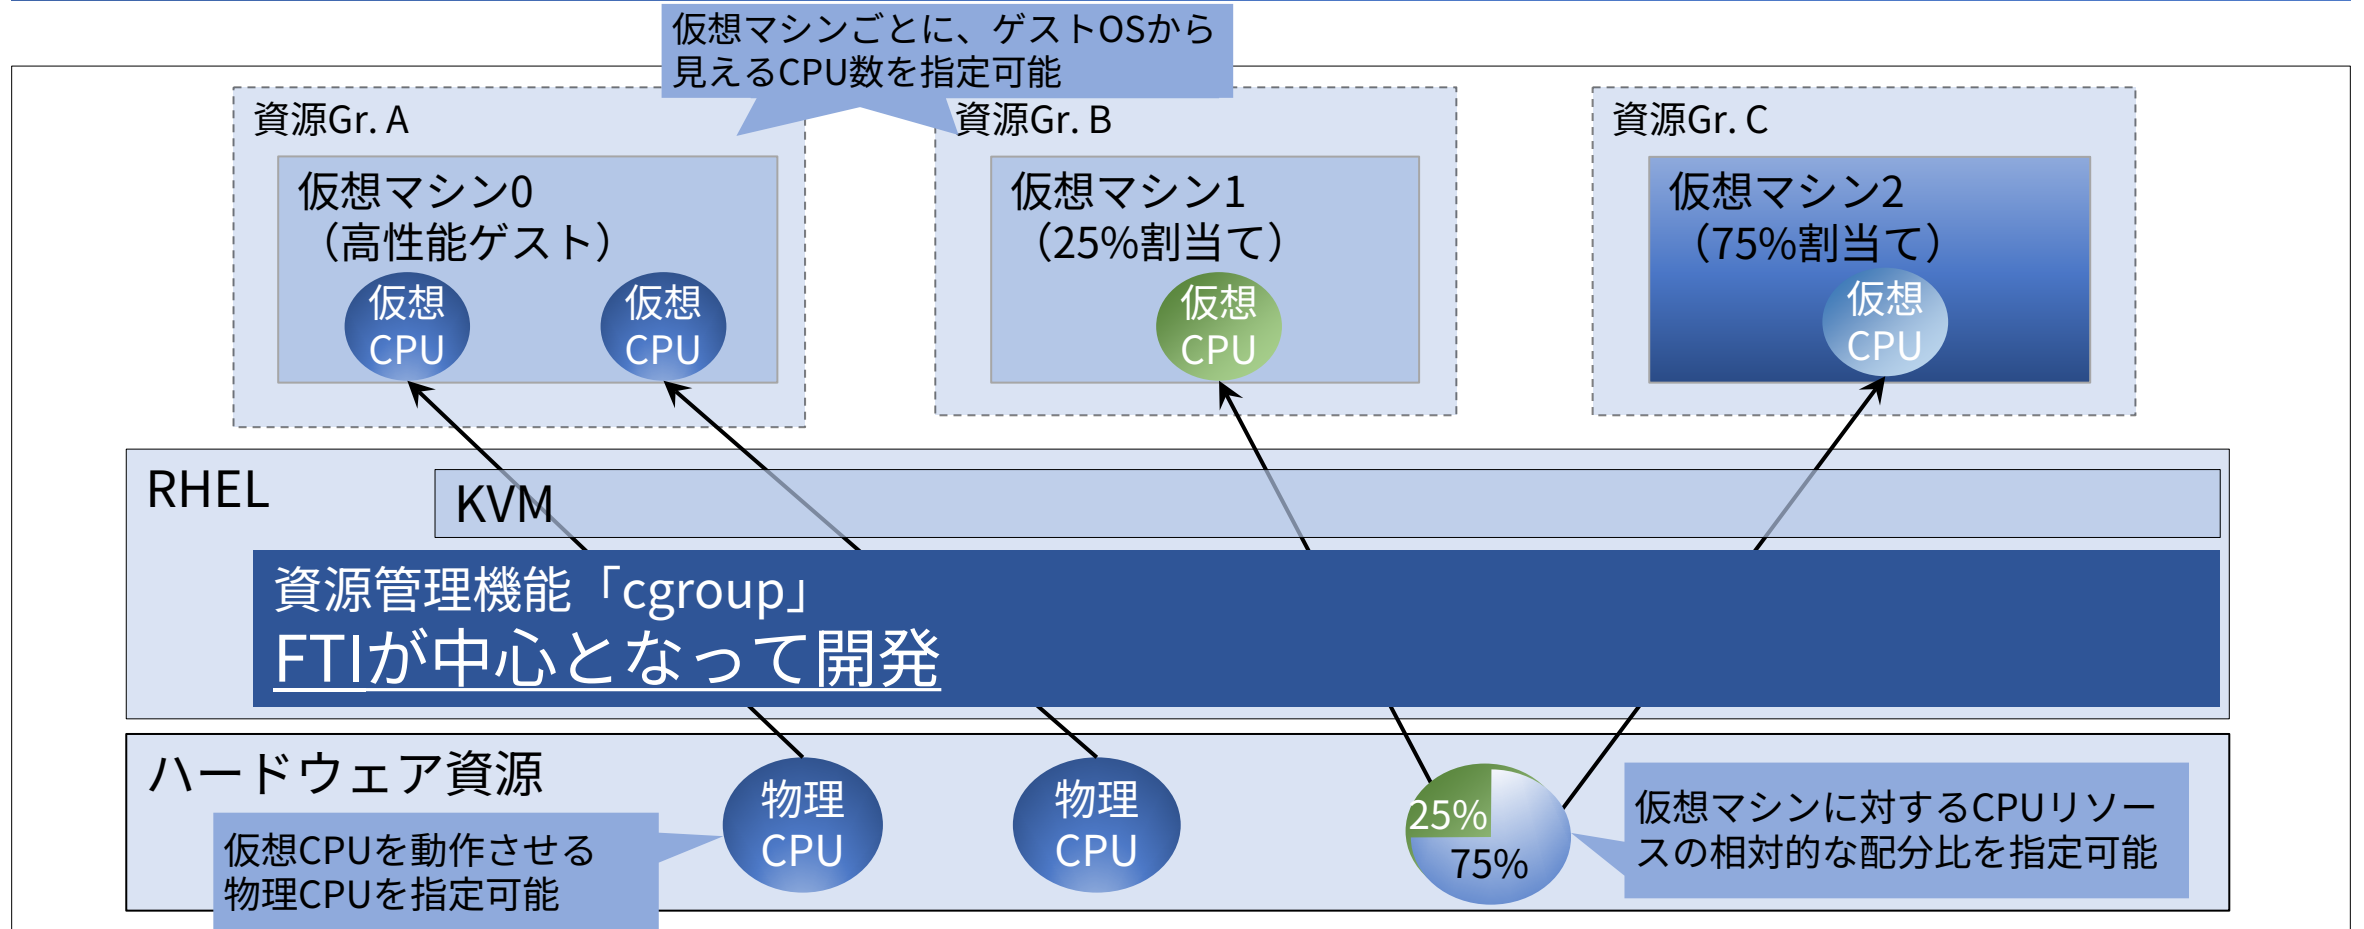 仮想マシンごとに、ゲストOSから
見えるCPU数を指定可能
資源Gr. A
資源Gr. B
資源Gr. C
仮想マシン0
（高性能ゲスト）
仮想
CPU
仮想
CPU
仮想マシン1
（25%割当て）
仮想
CPU
仮想マシン2
（75%割当て）
仮想
CPU
RHEL
KVM
資源管理機能「cgroup」
FTIが中心となって開発
ハードウェア資源
仮想CPUを動作させる
物理CPUを指定可能
物理
CPU
物理
CPU
25%
75%
仮想マシンに対するCPUリソー
スの相対的な配分比を指定可能